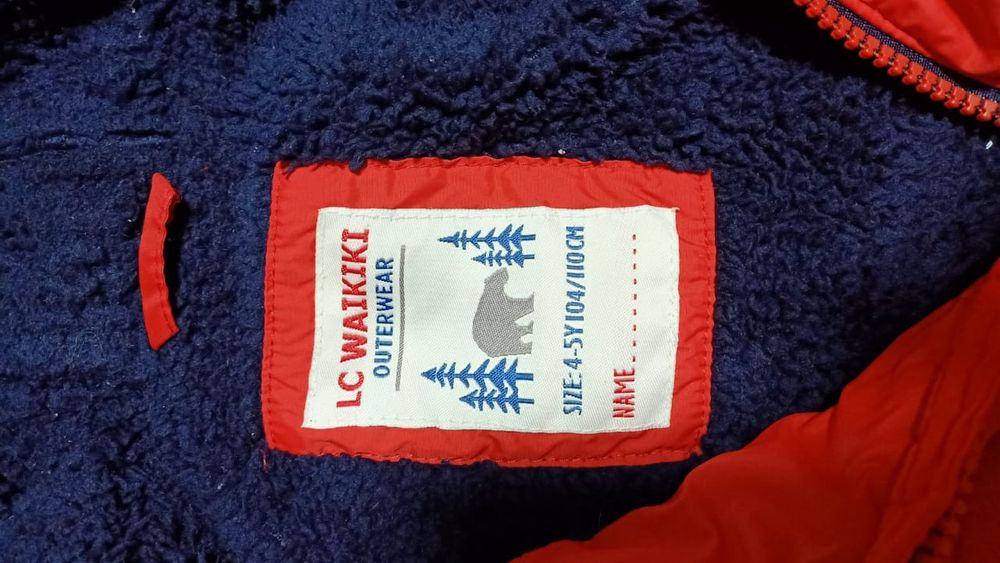 LC WAIKIKI
OUTERWEAR
SIZE:4-5Y104/110CM
NAME.............